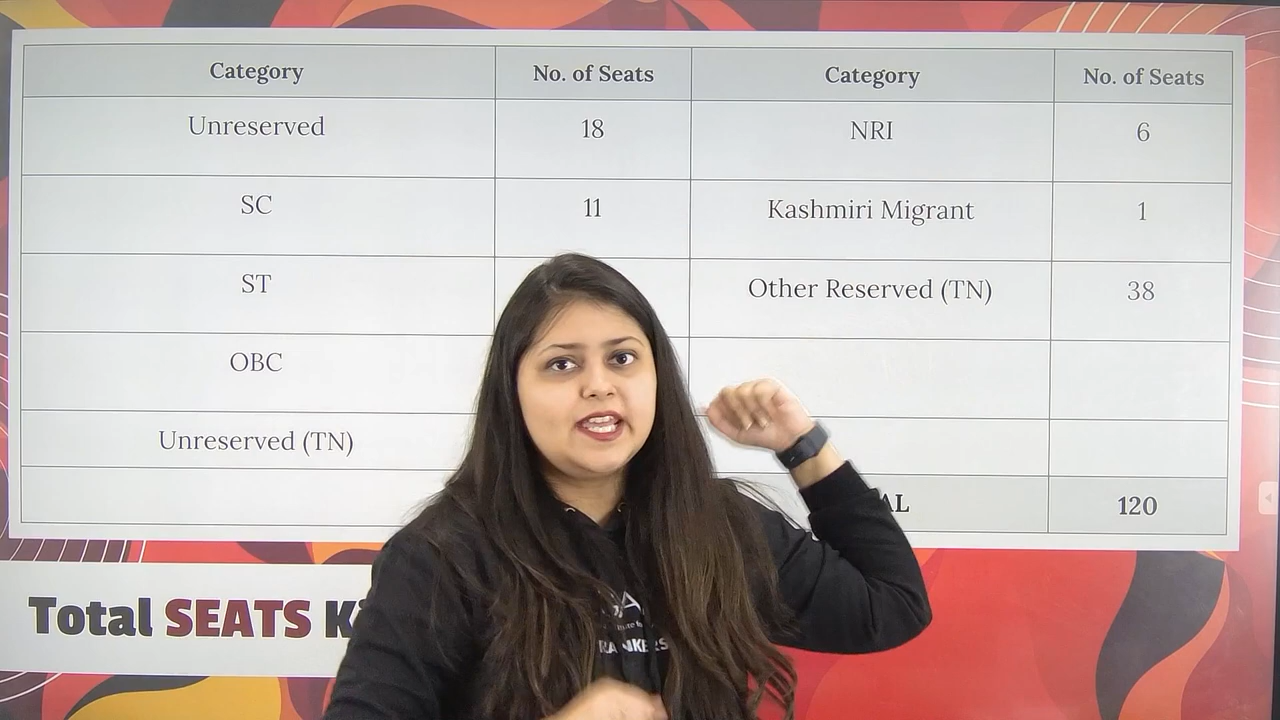 Category No. of Seats Category No. of Seats
Unreserved 18 NRI 6
SC 11 Kashmiri Migrant 1
ST Other Reserved (TN) 38
OBC
Unreserved (TN)
AL 120
Total SEATS